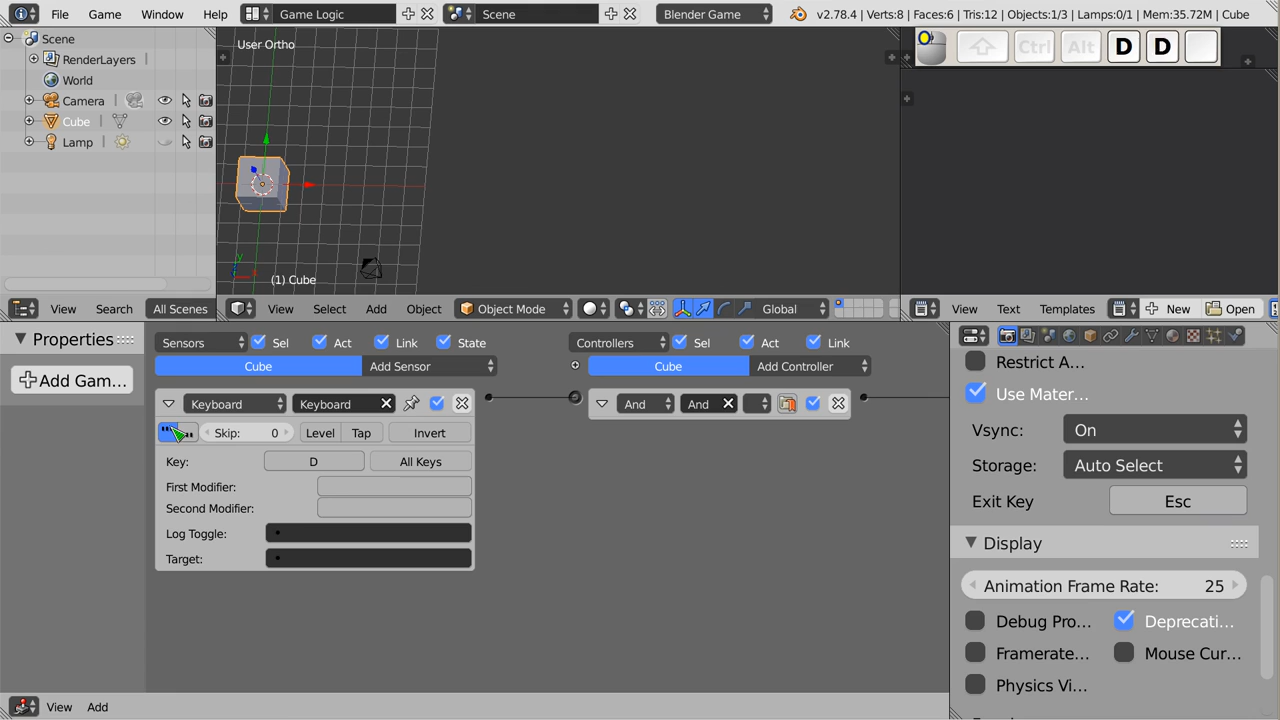 File Game Window Help Game Logic Scene Blender Game v2.78.4 | Verts:8 | Faces:6 | Tris:12 | Objects:1/3 | Lamps:0/1 | Mem:35.72M | Cube
Scene
RenderLayers
World
Camera
Cube
Lamp
View Search All Scenes
User Ortho
y
(1) Cube
View Select Add Object Object Mode Global
Ctrl Alt D D
View Text Templates New Open
Properties
Add Gam...
Sensors Sel Act Link State
Cube Add Sensor
Keyboard Keyboard
Skip: 0 Level Tap Invert
Key: D All Keys
First Modifier:
Second Modifier:
Log Toggle:
Target:
Controllers Sel Act Link
Cube Add Controller
And And
Restrict A...
Use Mater...
Vsync: On
Storage: Auto Select
Exit Key Esc
Display
Animation Frame Rate: 25
Debug Pro... Deprecati...
Framerate... Mouse Cur...
Physics Vi...
View Add